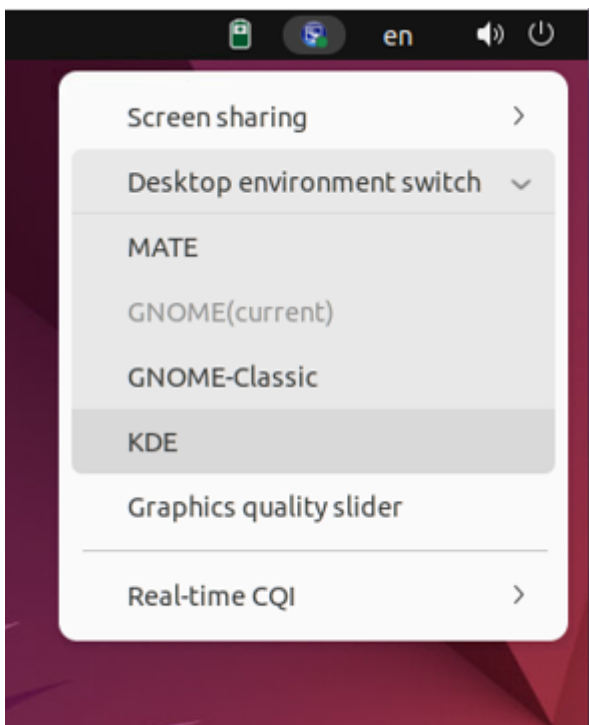 en
Screen sharing
Desktop environment switch
MATE
GNOME(current)
GNOME-Classic
KDE
Graphics quality slider
Real-time CQI